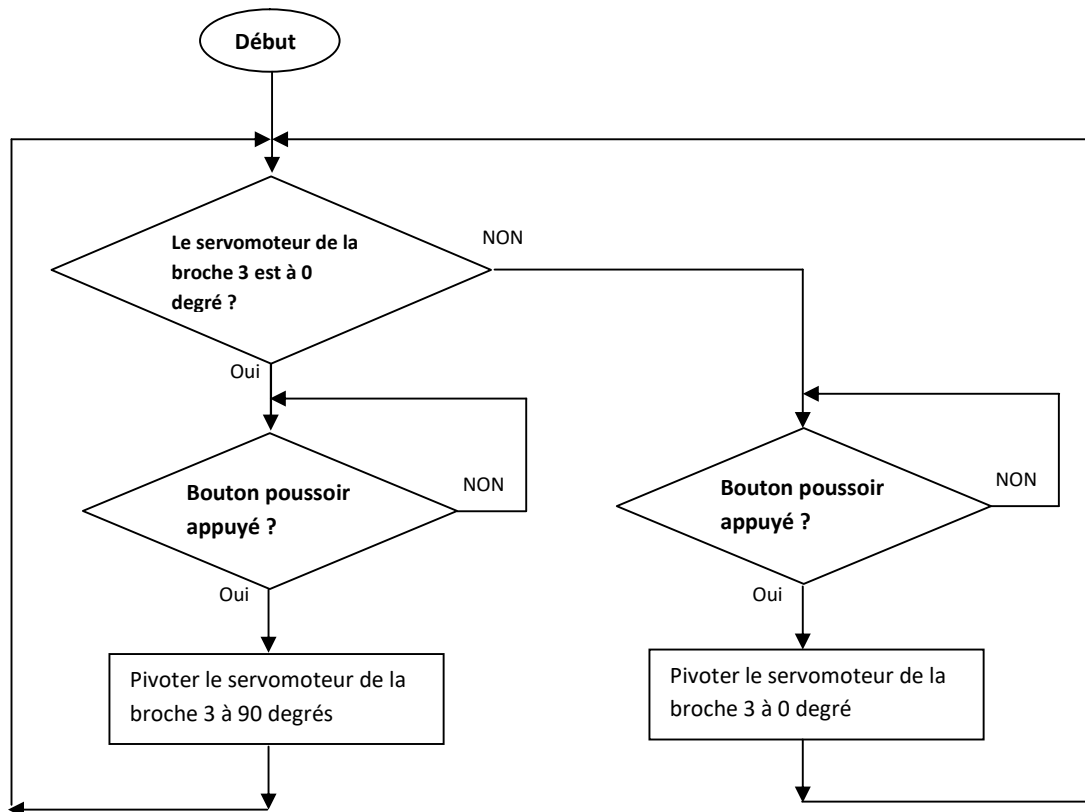 Début
Le servomoteur de la
broche 3 est à 0
degré ?
NON
Oui
Bouton poussoir
appuyé ?
NON
Oui
Pivoter le servomoteur de la
broche 3 à 90 degrés
Bouton poussoir
appuyé ?
NON
Oui
Pivoter le servomoteur de la
broche 3 à 0 degré